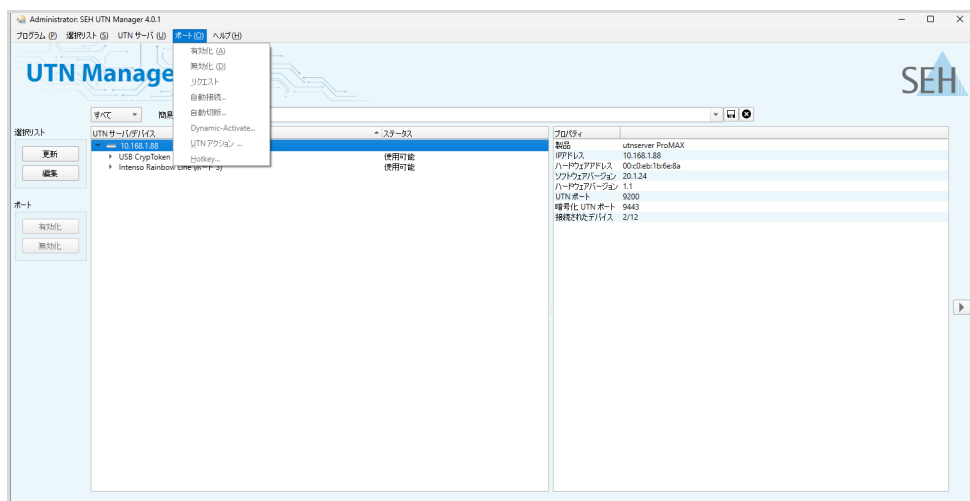 Administrator: SEH UTN Manager 4.0.1
プログラム (P) 選択リスト (S) UTN サーバ (U) ポート(O) ヘルプ(H)
有効化 (A)
無効化 (D)
リクエスト
自動接続...
自動切断...
Dynamic-Activate...
UTN アクション ...
Hotkey...
UTN Manage
SEH
すべて 簡易
選択リスト
更新
編集
ポート
有効化
無効化
UTN サーバ/デバイス ステータス
10.168.1.88
USB CrypToken 使用可能
Intenso Rainbow Line (ポート 3) 使用可能
プロパティ
製品 utnserver ProMAX
IPアドレス 10.168.1.88
ハードウェアアドレス 00:c0:eb:1b:6e:8a
ソフトウェアバージョン 20.1.24
ハードウェアバージョン 1.1
UTN ポート 9200
暗号化 UTN ポート 9443
接続されたデバイス 2/12